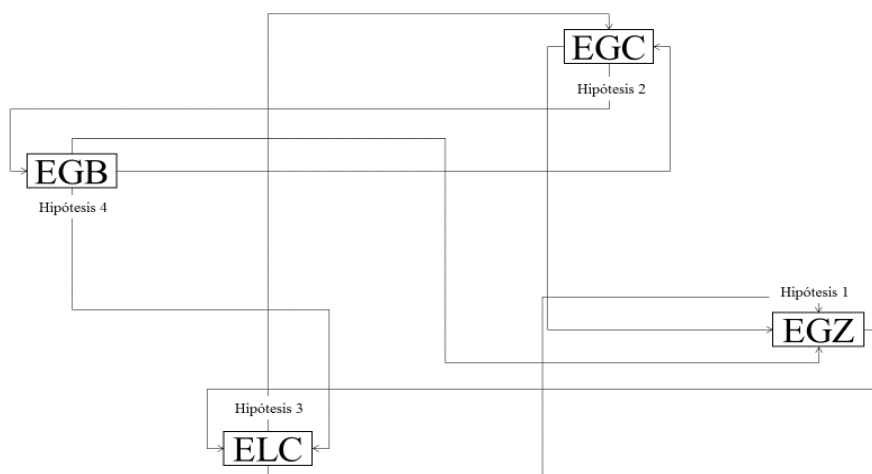 EGC
Hipótesis 2
EGB
Hipótesis 4
Hipótesis 1
EGZ
Hipótesis 3
ELC